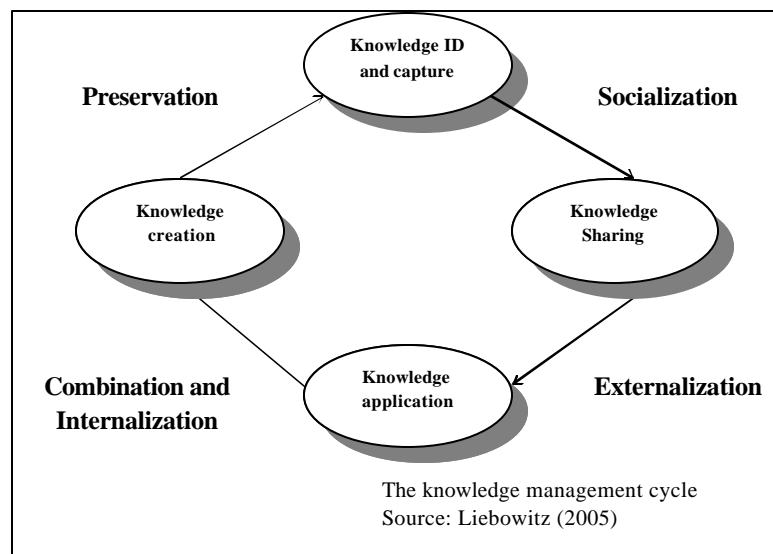 Knowledge ID
and capture
Preservation
Socialization
Knowledge
creation
Knowledge
Sharing
Combination and
Internalization
Knowledge
application
Externalization
The knowledge management cycle
Source: Liebowitz (2005)